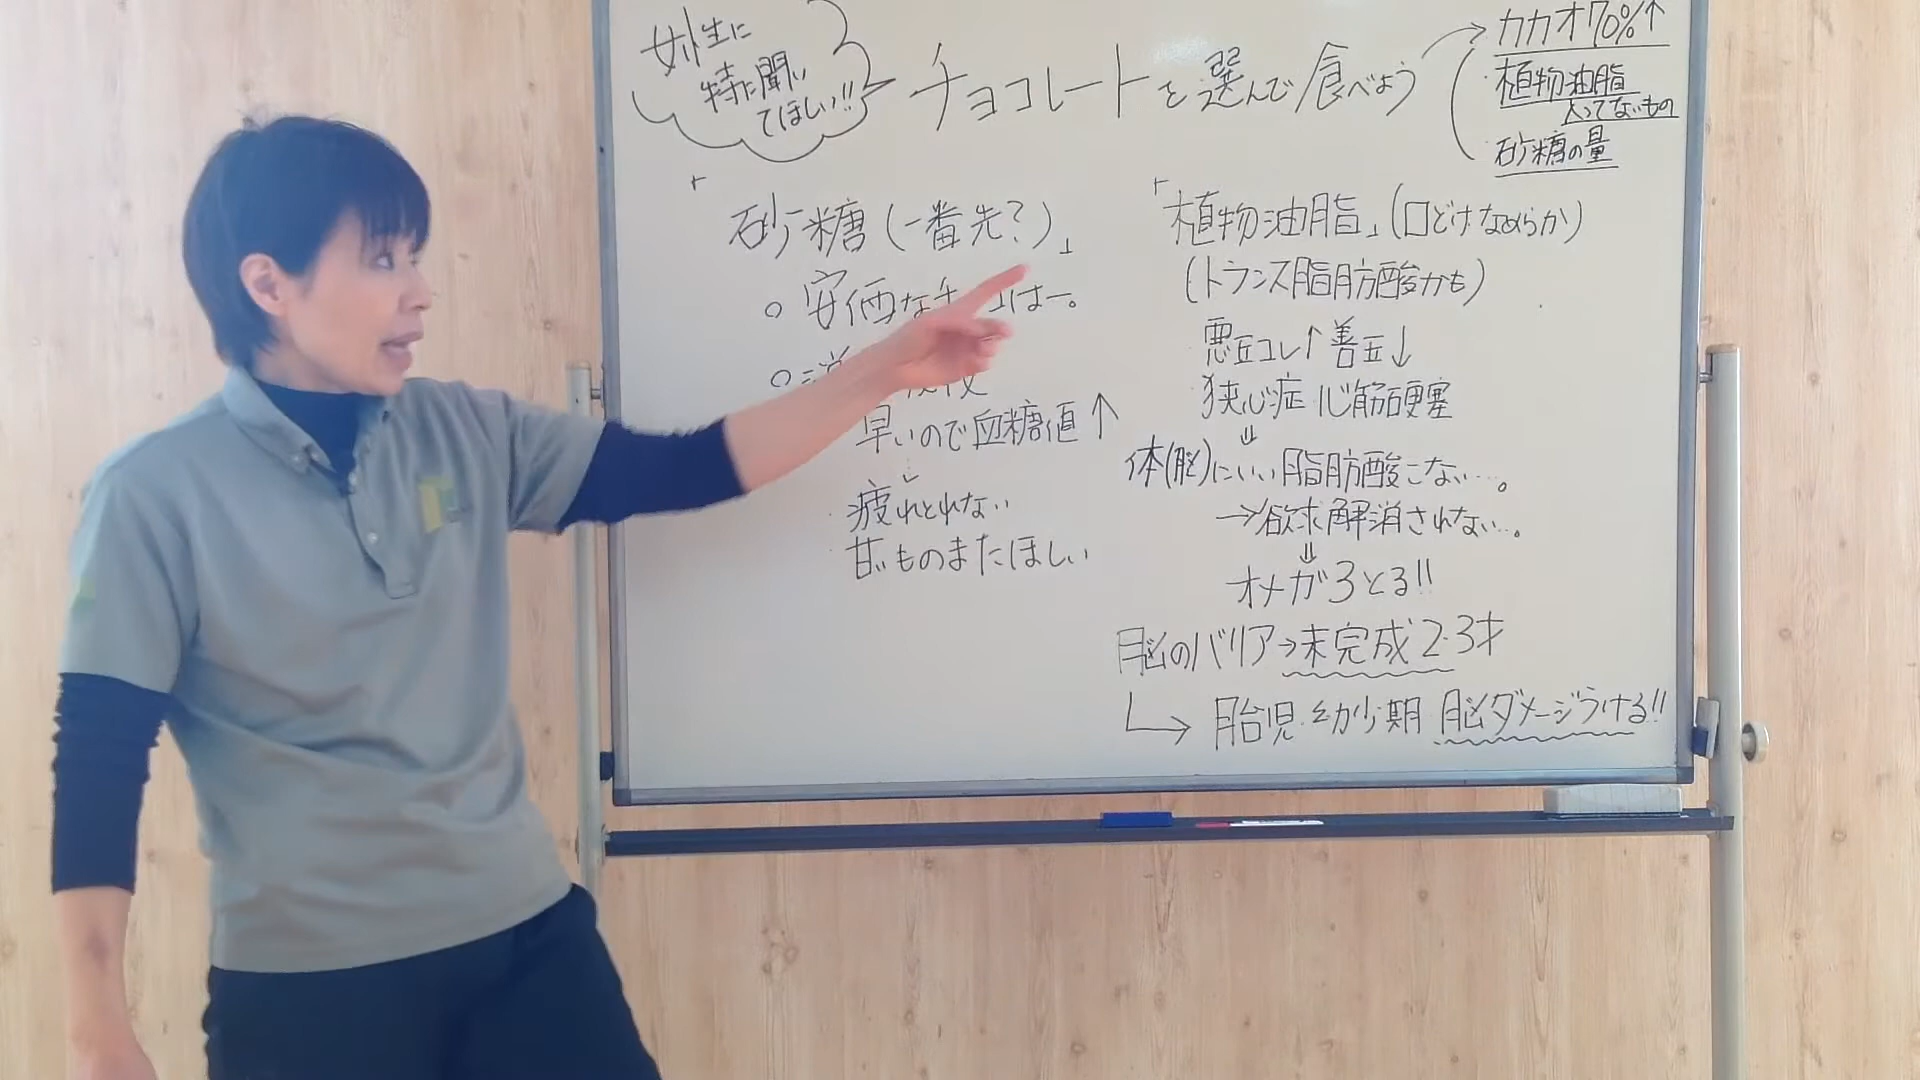 女性に
特に聞い
てほしい!!
チョコレートを選んで食べよう
カカオ70%↑
・植物油脂
入ってないもの
・砂糖の量
「砂糖(一番先?)」
○安価な はー。
早いので血糖値↑
・疲れとれない
・甘いものまたほしい
「植物油脂」(口どけなめらか)
(トランス脂肪酸かも)
悪玉コレ↑善玉↓
狭心症 心筋硬塞
⇓
体(脳)にいい脂肪酸こない…。
→欲求解消されない…。
⇓
オメガ3とる!!
脳のバリア→未完成2・3才
→胎児・幼少期 脳ダメージうける!!